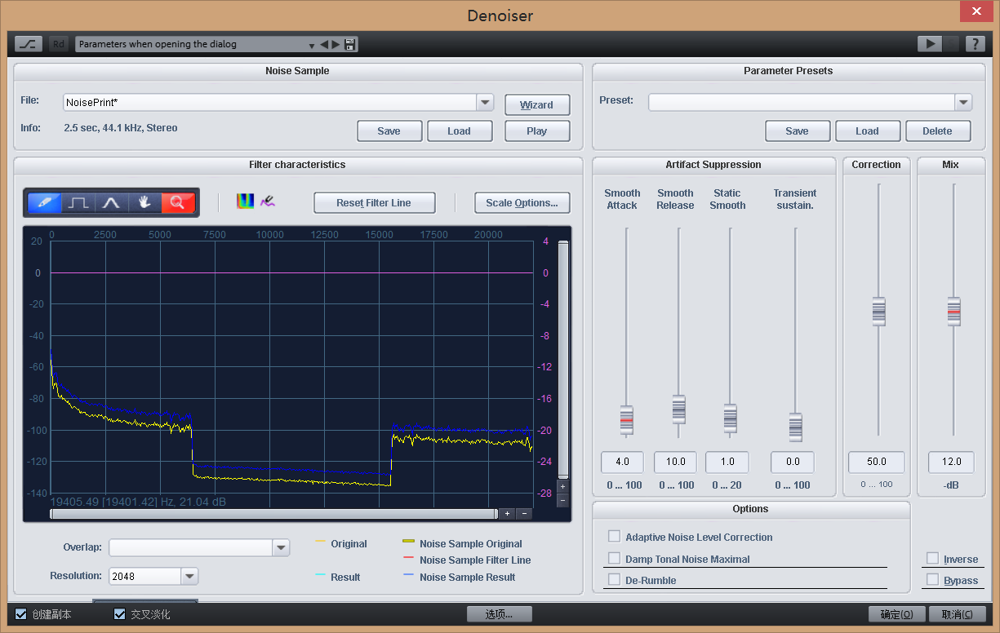 Denoiser
Rd
Parameters when opening the dialog
?
Noise Sample
File:
NoisePrint*
Wizard
Info:
2.5 sec, 44.1 kHz, Stereo
Save
Load
Play
Parameter Presets
Preset:
Save
Load
Delete
Filter characteristics
Reset Filter Line
Scale Options...
0 2500 5000 7500 10000 12500 15000 17500 20000
20 4
0 0
-20 -4
-40 -8
-60 -12
-80 -16
-100 -20
-120 -24
-140 -28
19405.49 [19401.42] Hz, 21.04 dB
+
-
+ -
Overlap:
Resolution:
2048
Original
Result
Noise Sample Original
Noise Sample Filter Line
Noise Sample Result
Artifact Suppression
Smooth
Attack
Smooth
Release
Static
Smooth
Transient
sustain.
4.0
10.0
1.0
0.0
0 ... 100
0 ... 100
0 ... 20
0 ... 100
Correction
50.0
0 ... 100
Mix
12.0
-dB
Options
Adaptive Noise Level Correction
Damp Tonal Noise Maximal
De-Rumble
Inverse
Bypass
创建副本
交叉淡化
选项...
确定(O)
取消(C)